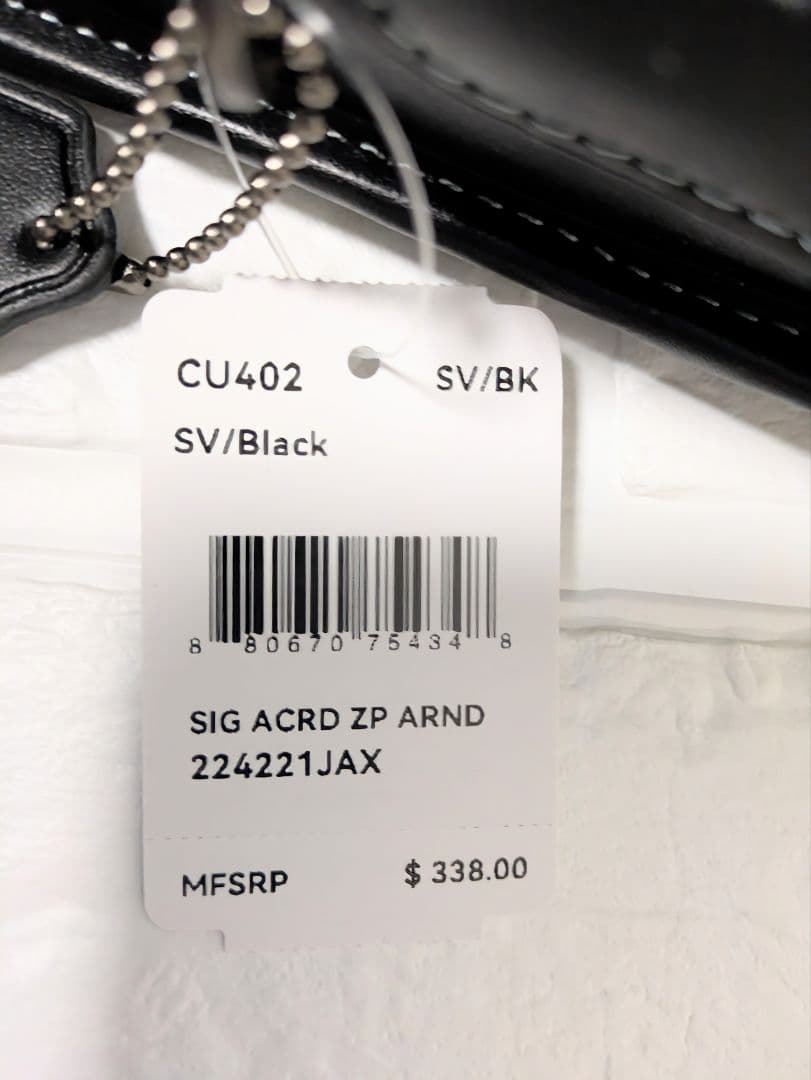 CU402 SV/BK
SV/Black
8 80670 75434 8
SIG ACRD ZP ARND
224221JAX
MFSRP $ 338.00